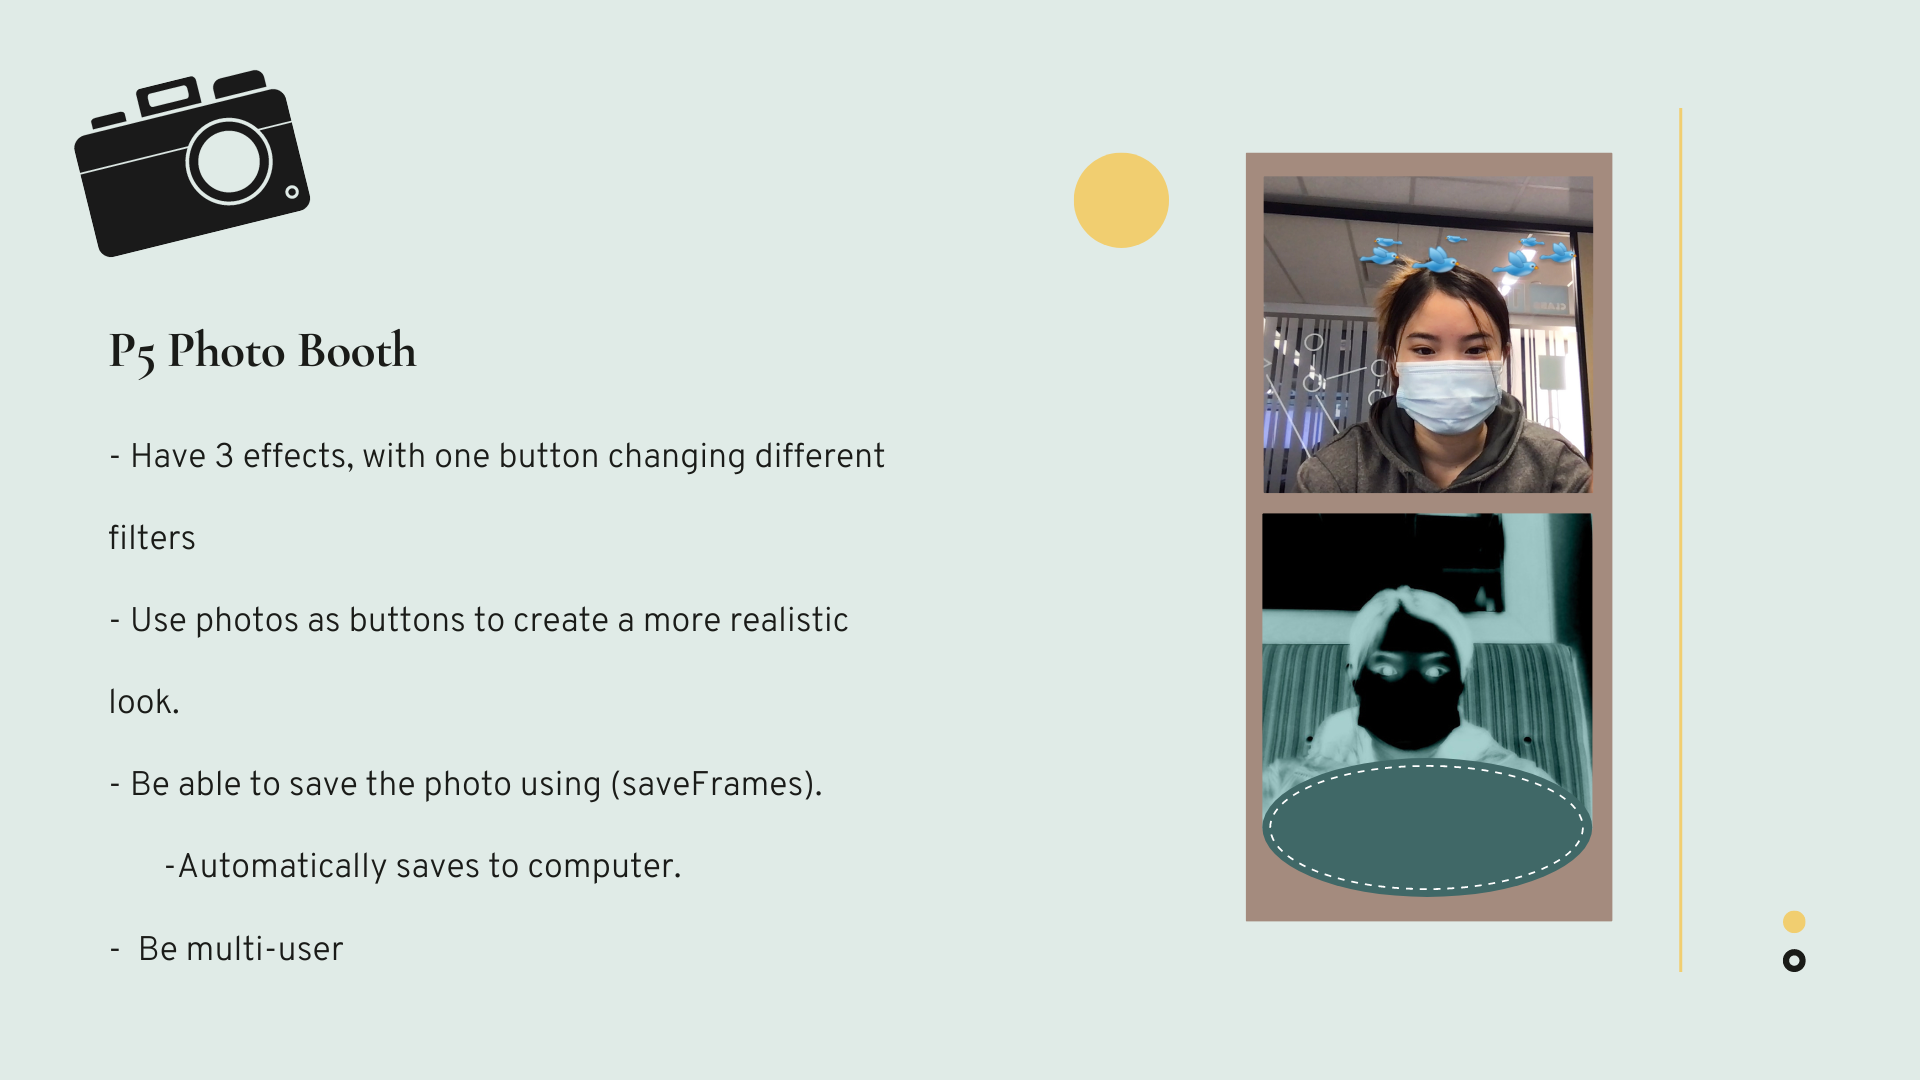 P5 Photo Booth
- Have 3 effects, with one button changing different
filters
- Use photos as buttons to create a more realistic
look.
- Be able to save the photo using (saveFrames).
-Automatically saves to computer.
- Be multi-user